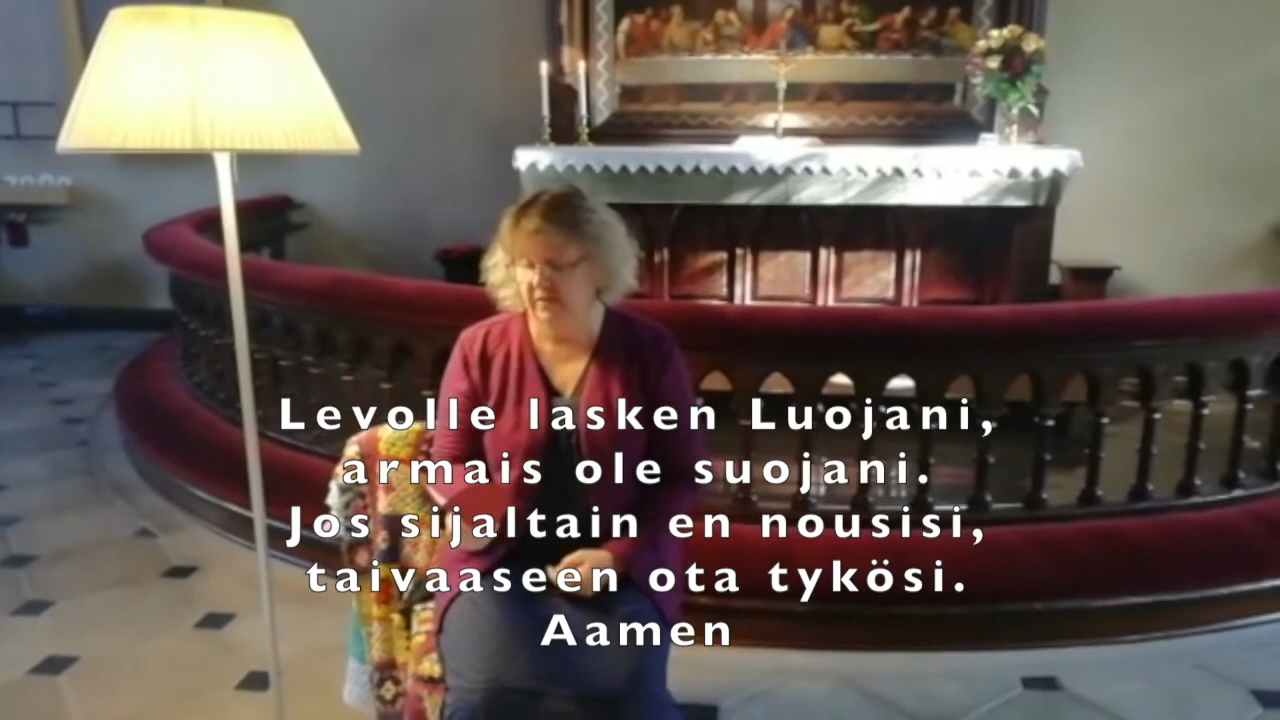 Levolle lasken Luojani,
armais ole suojani.
Jos sijaltain en nousisi,
taivaaseen ota tykösi.
Aamen